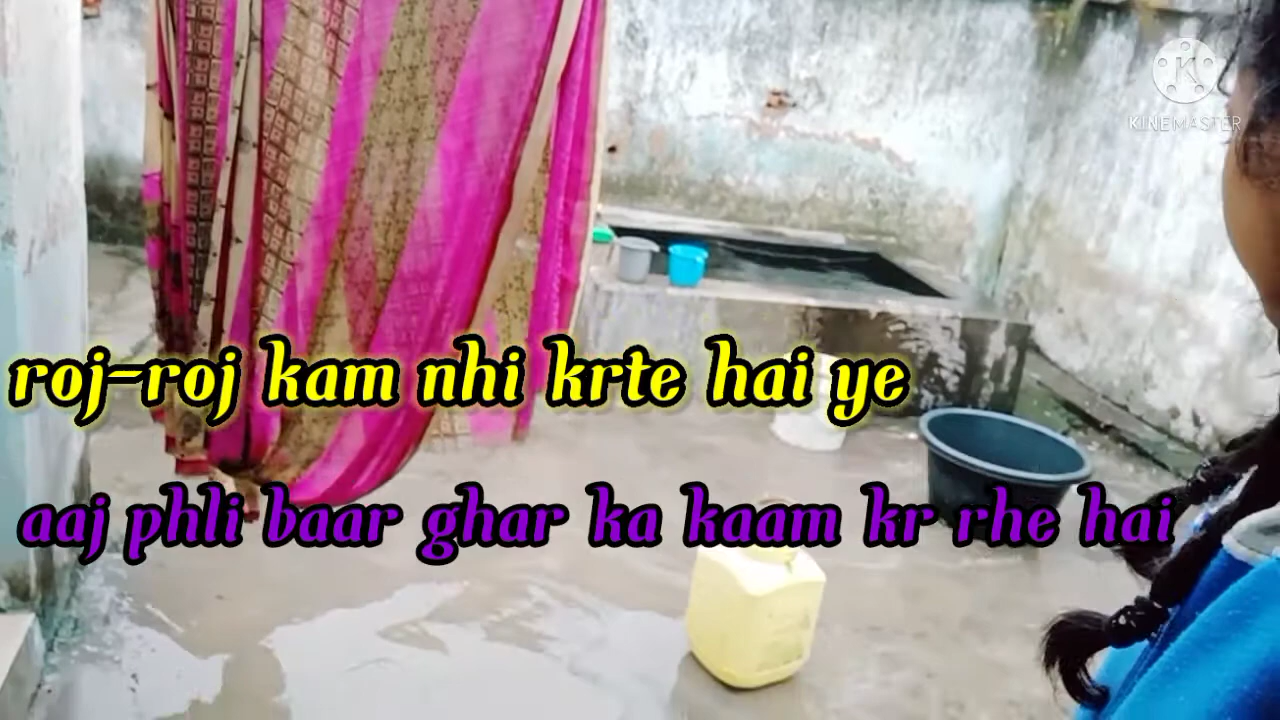 KINEMASTER
roj-roj kam nhi krte hai ye
aaj phli baar ghar ka kaam kr rhe hai